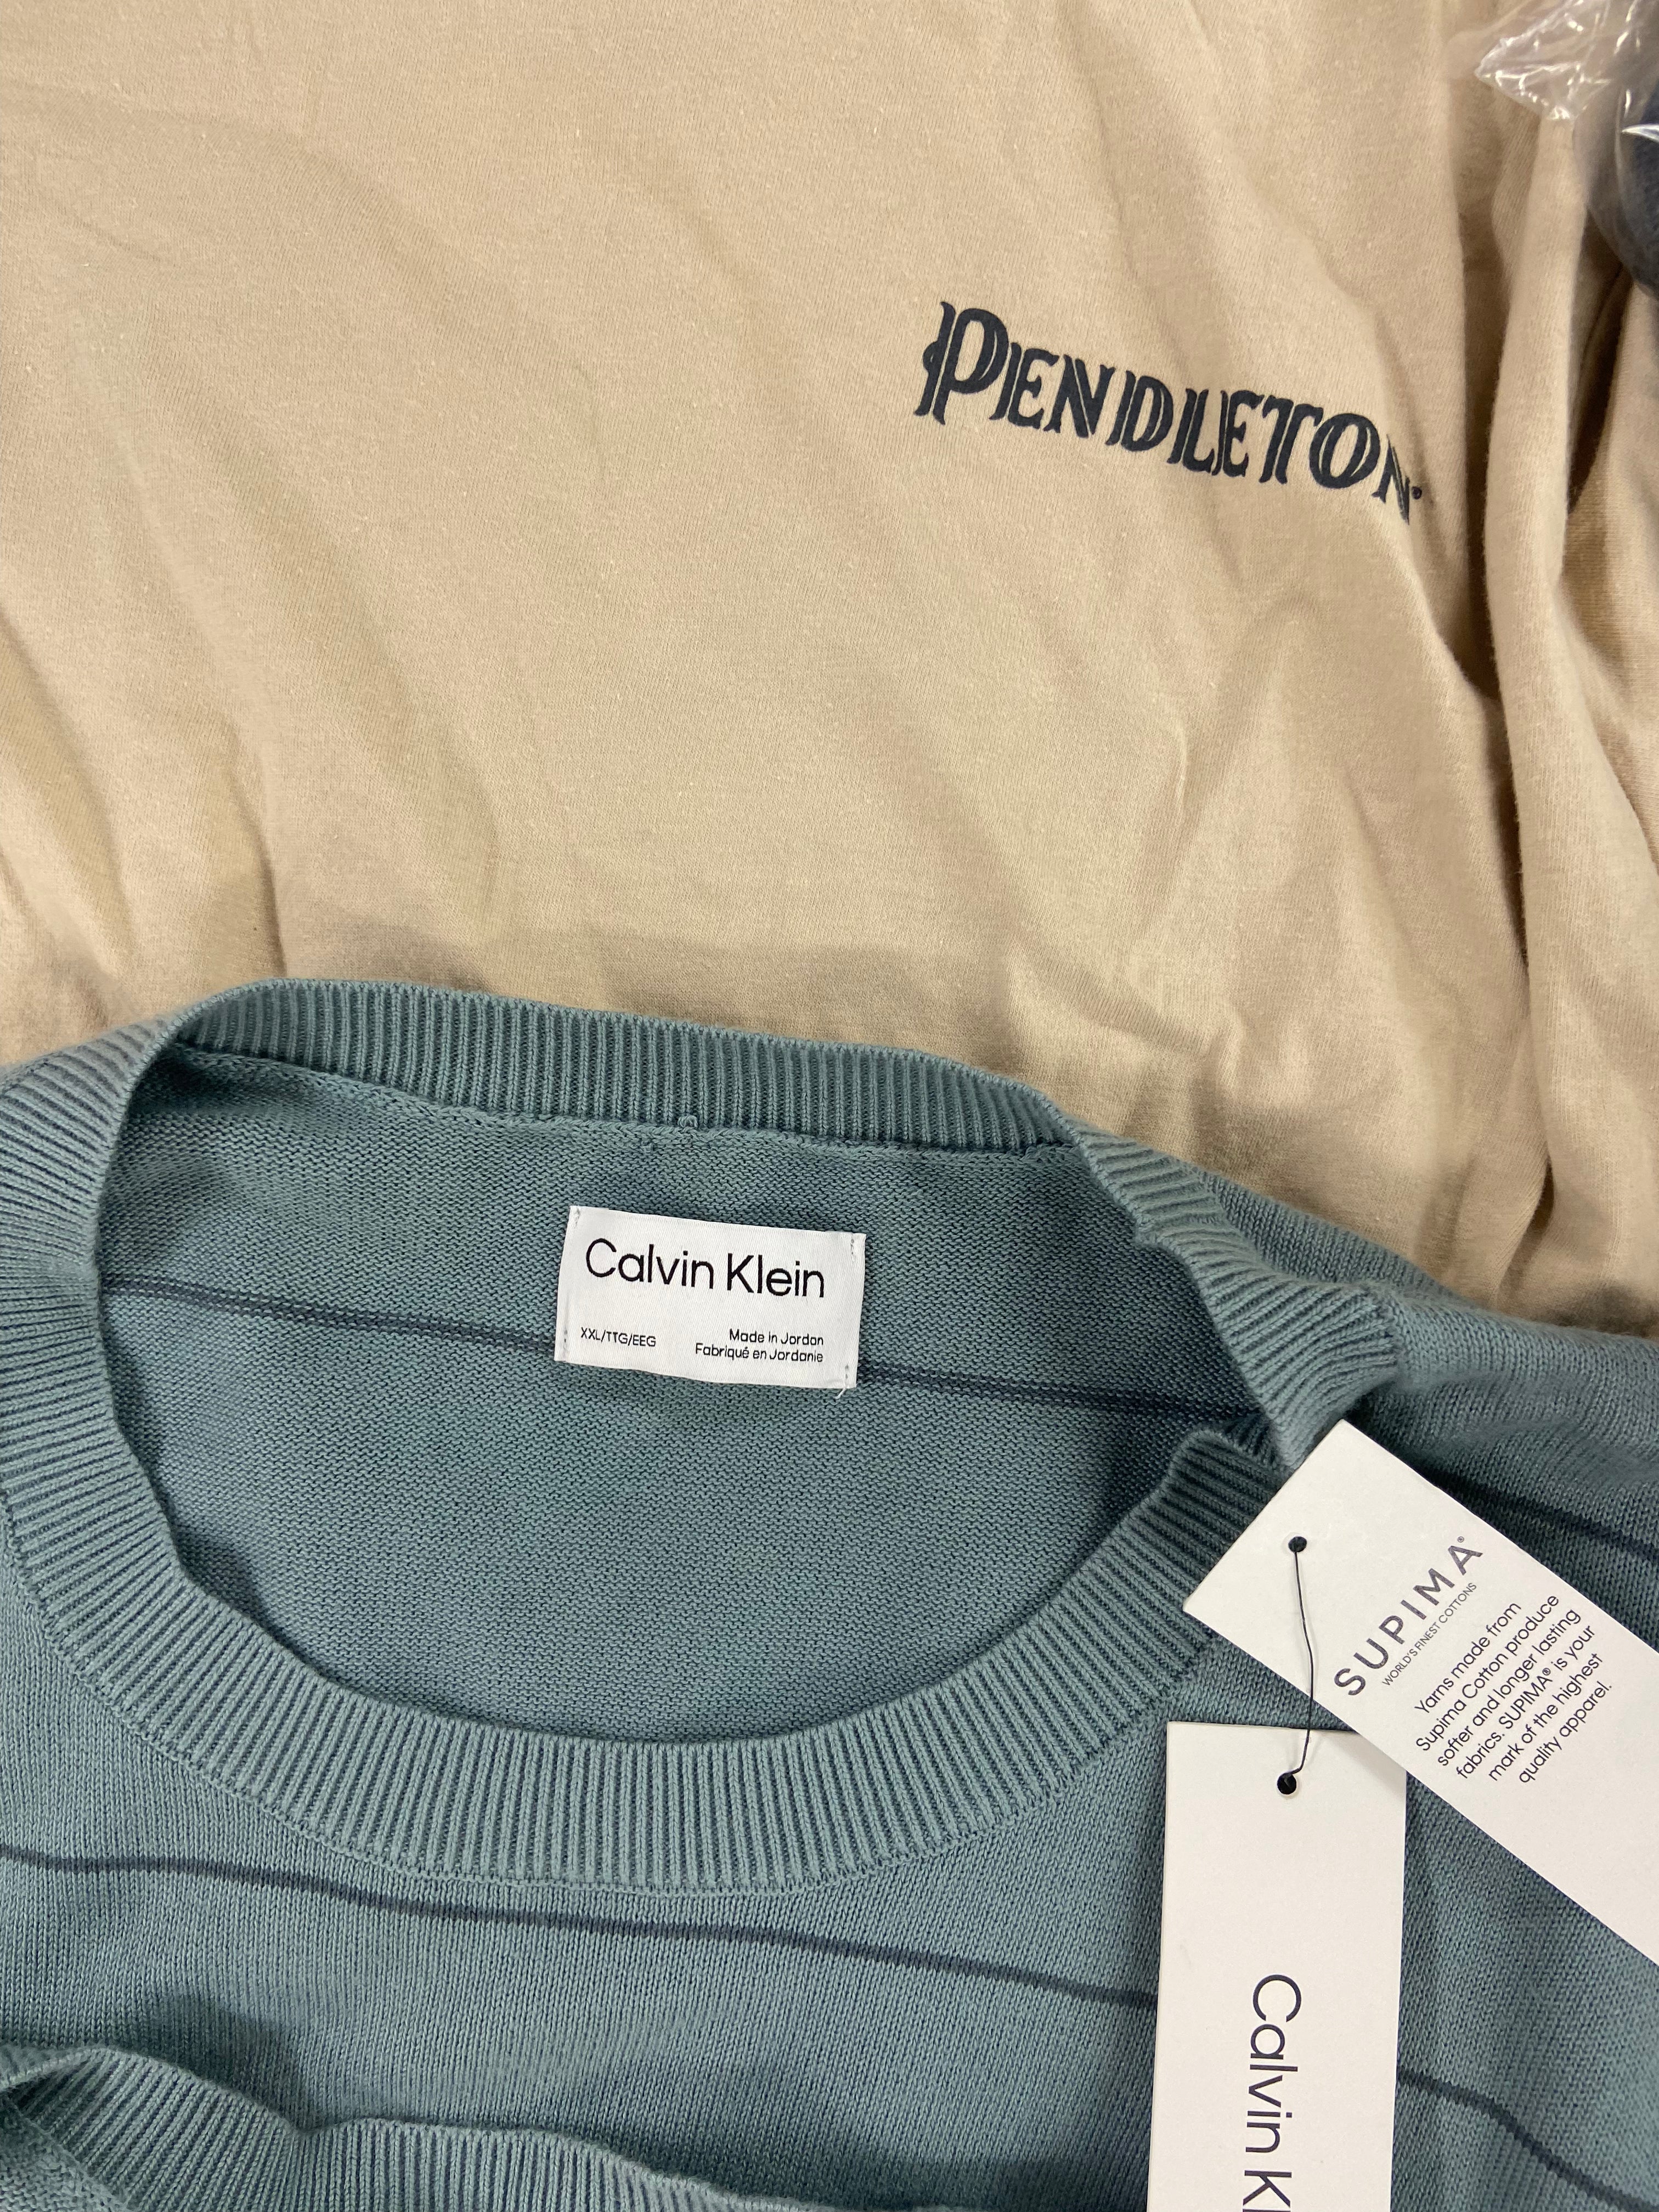 PENDLETON
Calvin Klein
XXL/TTG/EEG
Made in Jordan
Fabriqué en Jordanie
SUPIMA®
WORLD'S FINEST COTTONS
Yarns made from
Supima Cotton produce
softer and longer lasting
fabrics. SUPIMA® is your
mark of the highest
quality apparel.
Calvin Kl